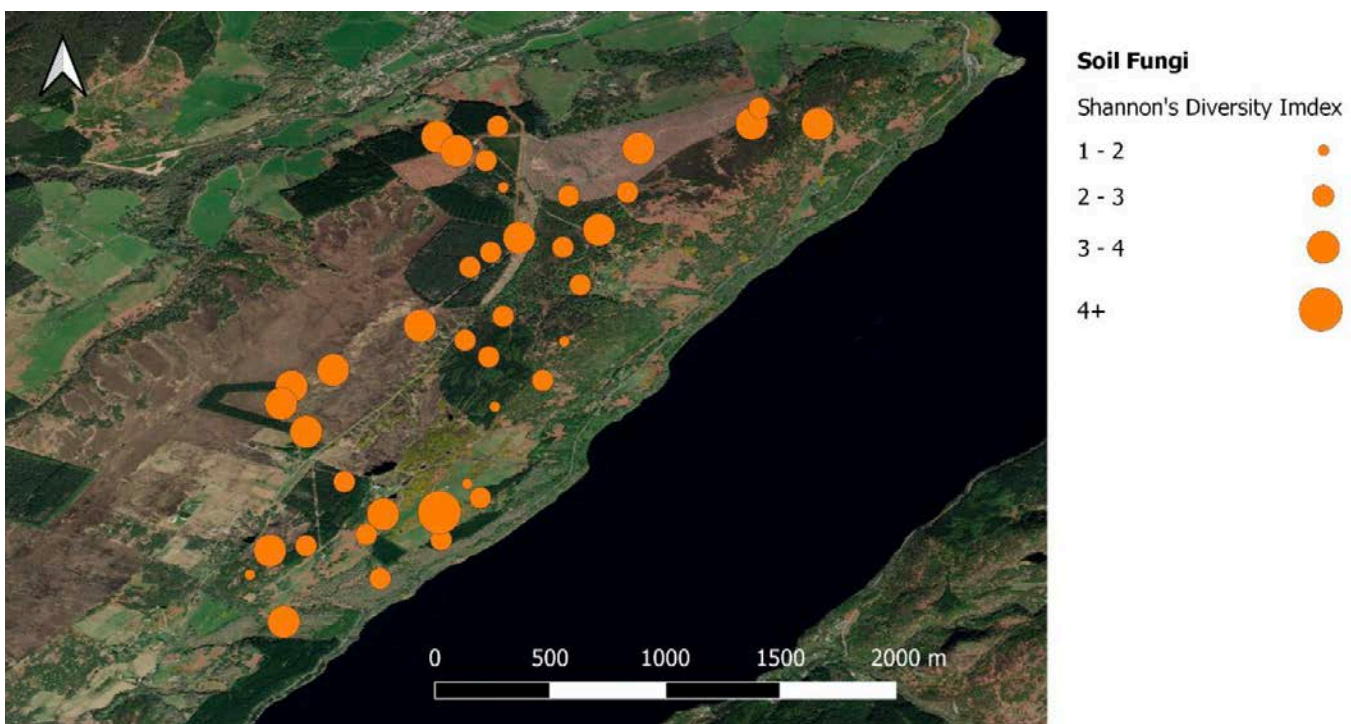 Soil Fungi
Shannon's Diversity Imdex
1 - 2
2 - 3
3 - 4
4+
0 500 1000 1500 2000 m